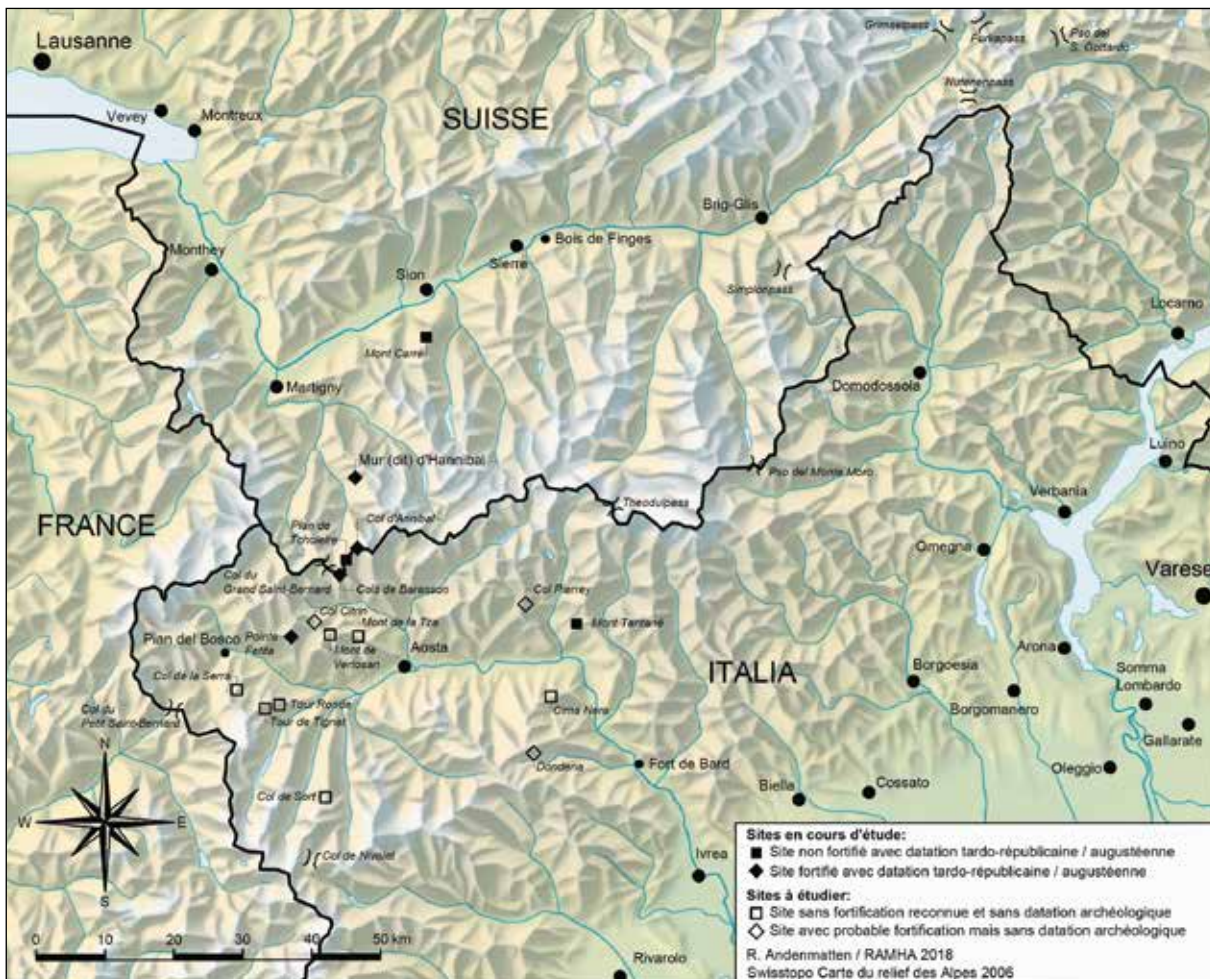 Lausanne
Grimselpass
Furkapass
Pso del
S. Gottardo
Nufenenpass
Vevey
Montreux
SUISSE
Brig-Glis
Monthey
Bois de Finges
Sierre
Sion
Simplonpass
Locarno
Mont Carré
Martigny
Domodossola
Luino
Mur (dit) d'Hannibal
Pso del Monte Moro
Theodulpass
Verbania
FRANCE
Col d'Annibal
Plan de
Tcholeire
Omegna
Varese
Col du
Grand Saint-Bernard
Cols de Barasson
Col Pierrey
Col Citrin
Mont de la Tza
Mont Tantané
Plan del Bosco
Pointe
Fetita
Mont de
Verlosan
Aosta
Arona
ITALIA
Borgoesia
Somma
Lombardo
Col de la Serra
Tour Ronde
Tour de Tignet
Cima Nera
Borgomanero
Col du
Petit Saint-Bernard
Gallarate
N
Dondena
Fort de Bard
Oleggio
Biella
Cossato
Col de Sort
W
E
Col de Nivolet
Ivrea
S
0 10 20 30 40 50 km
Rivarolo
Sites en cours d'étude:
Site non fortifié avec datation tardo-républicaine / augustéenne
Site fortifié avec datation tardo-républicaine / augustéenne
Sites à étudier:
Site sans fortification reconnue et sans datation archéologique
Site avec probable fortification mais sans datation archéologique
R. Andenmatten / RAMHA 2018
Swisstopo Carte du relief des Alpes 2006